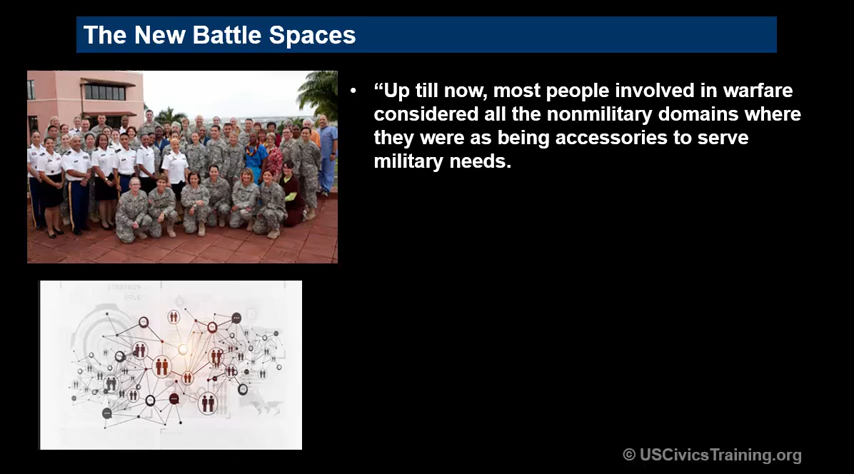 The New Battle Spaces
• “Up till now, most people involved in warfare
considered all the nonmilitary domains where
they were as being accessories to serve
military needs.
© USCivicsTraining.org